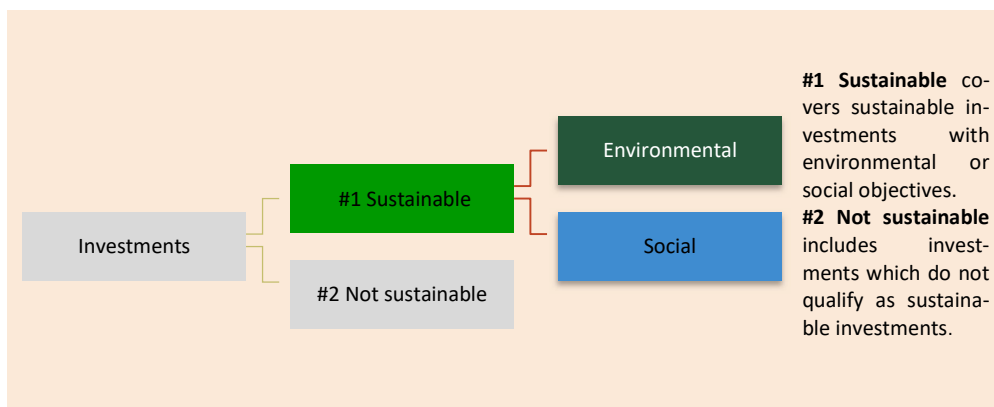 Investments
#1 Sustainable
#2 Not sustainable
Environmental
Social
#1 Sustainable co-
vers sustainable in-
vestments with
environmental or
social objectives.
#2 Not sustainable
includes invest-
ments which do not
qualify as sustaina-
ble investments.